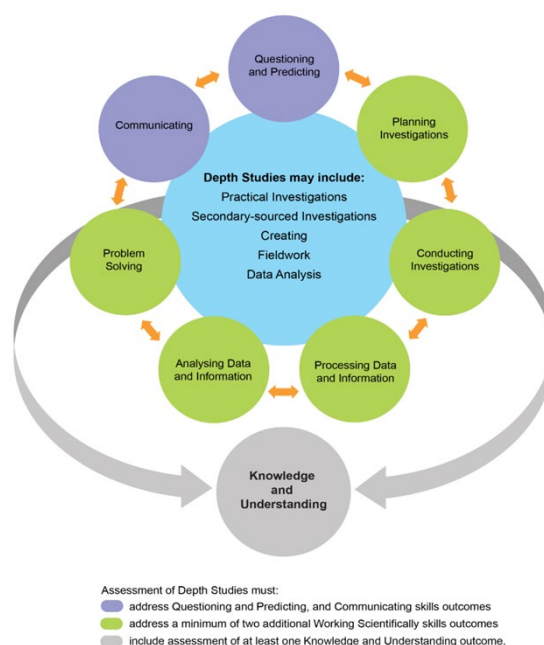 Questioning
and Predicting
Communicating
Planning
Investigations
Depth Studies may include:
Practical Investigations
Secondary-sourced Investigations
Creating
Fieldwork
Data Analysis
Problem
Solving
Conducting
Investigations
Analysing Data
and Information
Processing Data
and Information
Knowledge
and
Understanding
Assessment of Depth Studies must:
address Questioning and Predicting, and Communicating skills outcomes
address a minimum of two additional Working Scientifically skills outcomes
include assessment of at least one Knowledge and Understanding outcome.